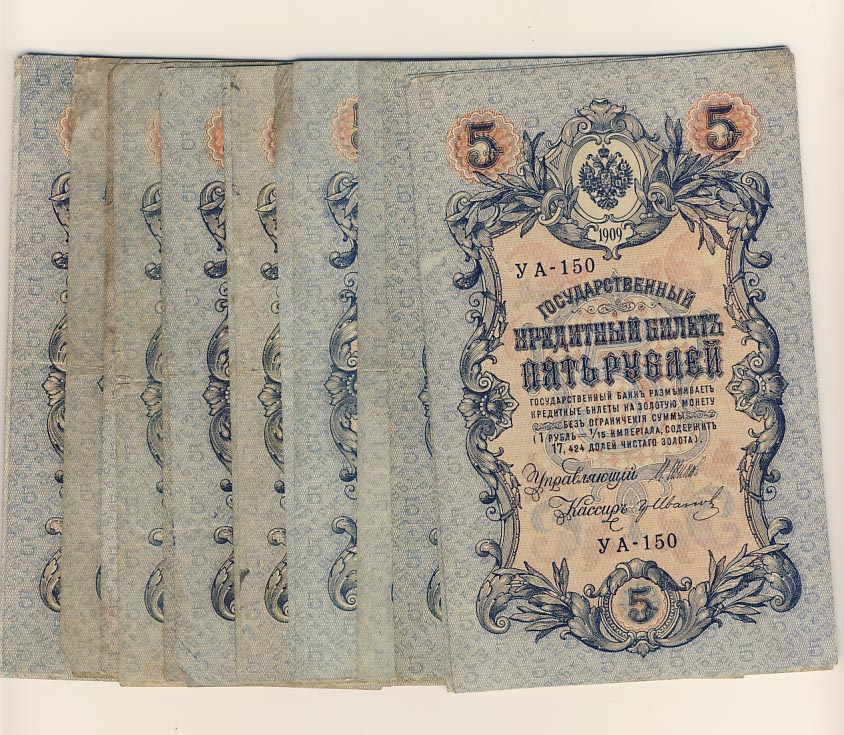 5 5
1909
УА-150
ГОСУДАРСТВЕННЫЙ
КРЕДИТНЫЙ БИЛЕТЪ
ПЯТЬ РУБЛЕЙ
ГОСУДАРСТВЕННЫЙ БАНКЪ РАЗМѢНИВАЕТЪ
КРЕДИТНЫЕ БИЛЕТЫ НА ЗОЛОТУЮ МОНЕТУ
БЕЗЪ ОГРАНИЧЕНІЯ СУММЫ
(1 РУБЛЬ = 1/15 ИМПЕРІАЛА, СОДЕРЖИТЪ
17,424 ДОЛЕЙ ЧИСТАГО ЗОЛОТА)
Управляющій
Кассиръ
УА-150
5